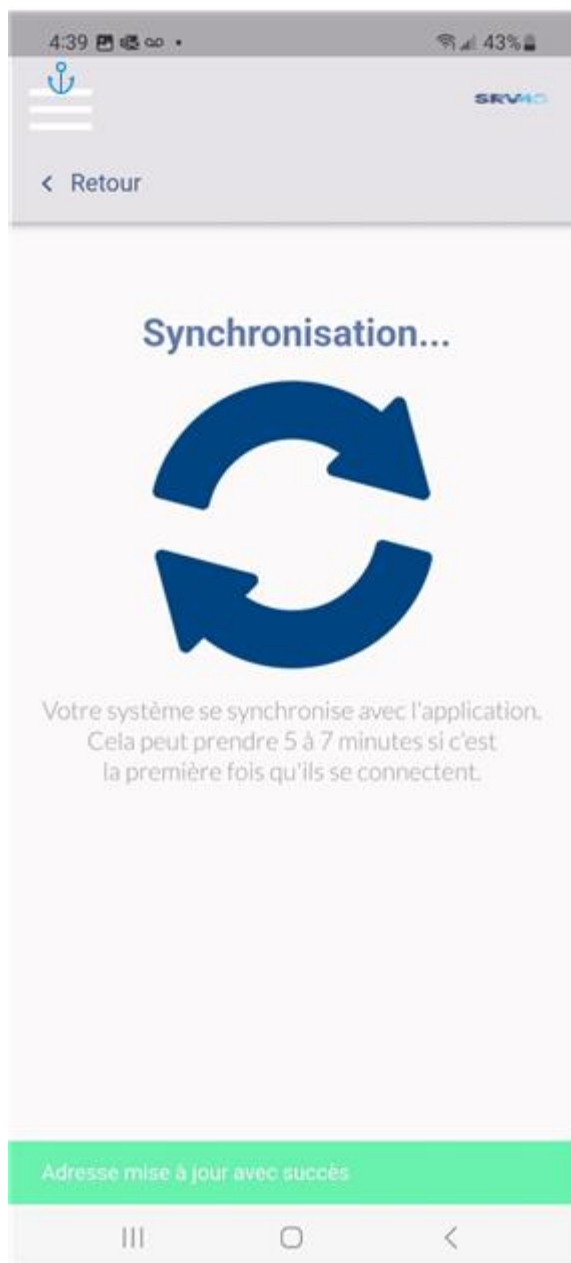 4:39
43%
< Retour
Synchronisation...
Votre système se synchronise avec l'application.
Cela peut prendre 5 à 7 minutes si c'est
la première fois qu'ils se connectent.
Adresse mise à jour avec succès